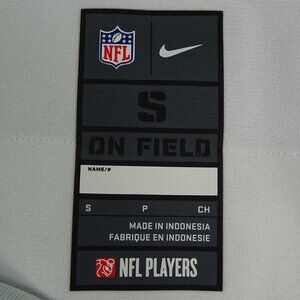 NFL
S
ON FIELD
NAME/#
S P CH
MADE IN INDONESIA
FABRIQUE EN INDONESIE
NFL PLAYERS